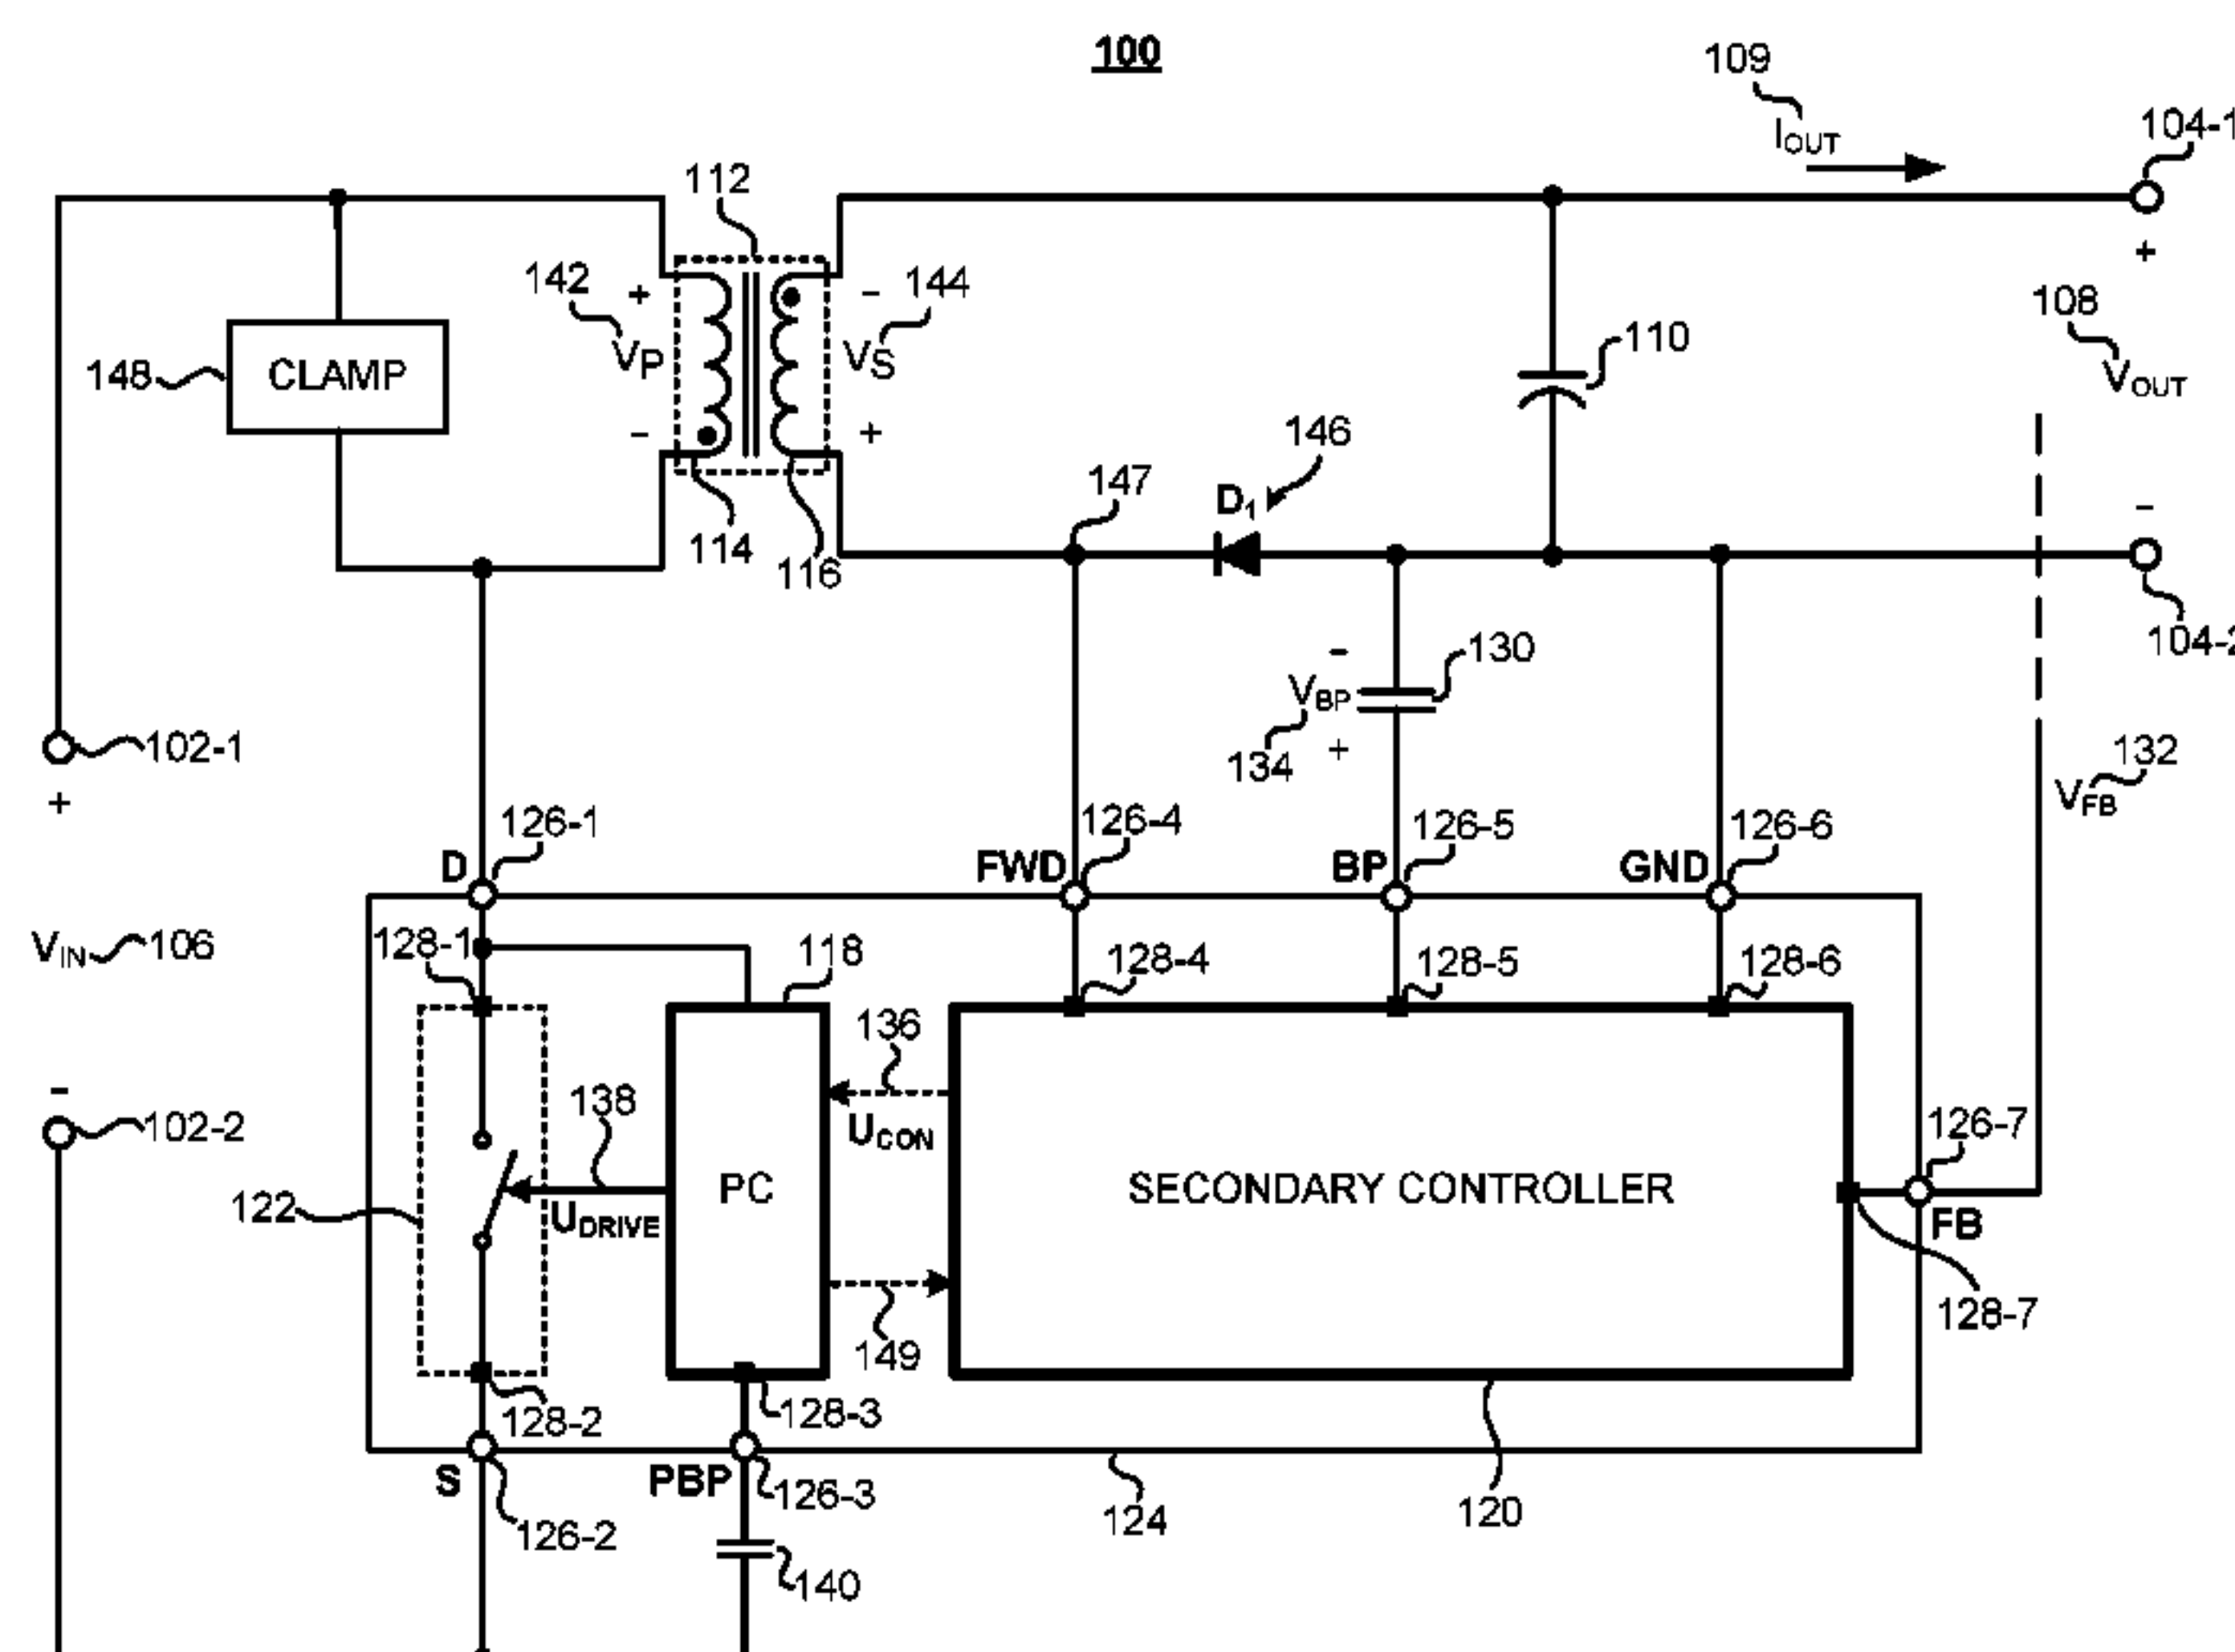 100
109
IOUT
104-1
+
112
142
+
VP
-
-
144
VS
+
108
VOUT
110
148
CLAMP
146
D1
147
114
116
-
104-2
-
130
VBP
134
+
102-1
+
132
VFB
126-1
D
126-4
FWD
126-5
BP
126-6
GND
VIN
106
128-1
118
128-4
128-5
128-6
136
UCON
-
102-2
138
UDRIVE
PC
SECONDARY CONTROLLER
126-7
FB
122
149
128-7
128-2
128-3
S
126-2
PBP
126-3
124
120
140